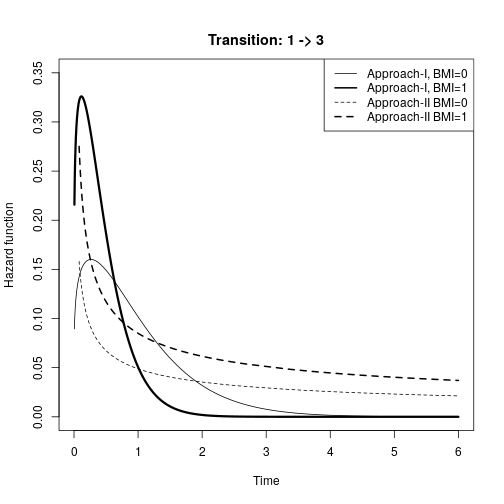 Transition: 1 -> 3
Approach-I, BMI=0
Approach-I, BMI=1
Approach-II BMI=0
Approach-II BMI=1
Hazard function
0.35
0.30
0.25
0.20
0.15
0.10
0.05
0.00
0 1 2 3 4 5 6
Time